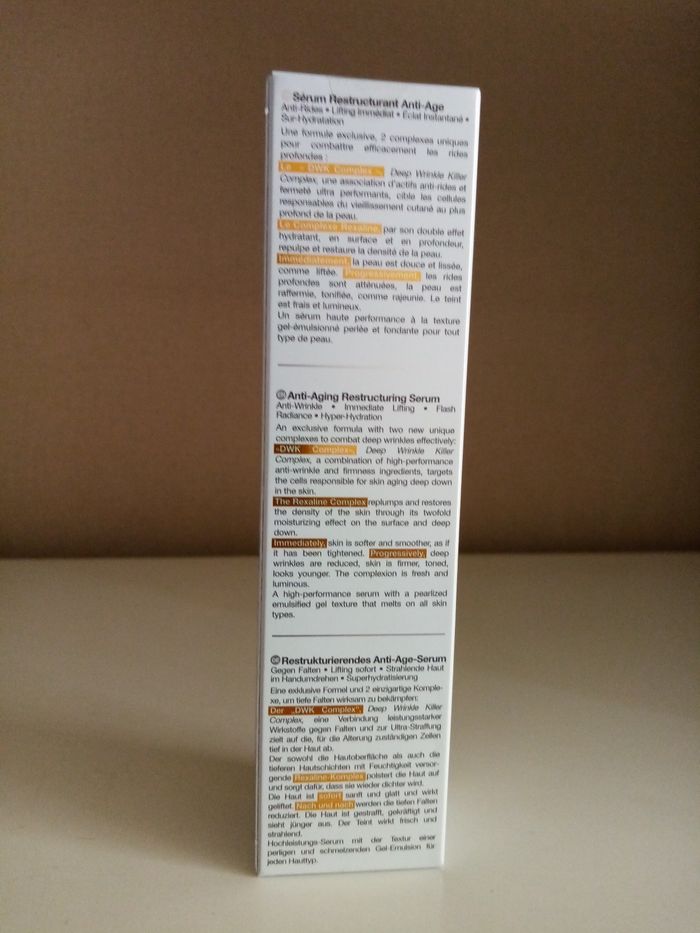 Sérum Restructurant Anti-Age
Anti-Rides • Lifting Immédiat • Éclat Instantané •
Sur-Hydratation
Une formule exclusive, 2 complexes uniques
pour combattre efficacement les rides
profondes :
Le « DWK Complex », Deep Wrinkle Killer
Complex, une association d'actifs anti-rides et
fermeté ultra performants, cible les cellules
responsables du vieillissement cutané au plus
profond de la peau.
Le Complexe Rexaline, par son double effet
hydratant, en surface et en profondeur,
repulpe et restaure la densité de la peau.
Immédiatement, la peau est douce et lissée,
comme liftée. Progressivement, les rides
profondes sont atténuées, la peau est
raffermie, tonifiée, comme rajeunie. Le teint
est frais et lumineux.
Un sérum haute performance à la texture
gel-émulsionné perlée et fondante pour tout
type de peau.
GB Anti-Aging Restructuring Serum
Anti-Wrinkle • Immediate Lifting • Flash
Radiance • Hyper-Hydration
An exclusive formula with two new unique
complexes to combat deep wrinkles effectively:
«DWK Complex», Deep Wrinkle Killer
Complex, a combination of high-performance
anti-wrinkle and firmness ingredients, targets
the cells responsible for skin aging deep down
in the skin.
The Rexaline Complex replumps and restores
the density of the skin through its twofold
moisturizing effect on the surface and deep
down.
Immediately, skin is softer and smoother, as if
it has been tightened. Progressively, deep
wrinkles are reduced, skin is firmer, toned,
looks younger. The complexion is fresh and
luminous.
A high-performance serum with a pearlized
emulsified gel texture that melts on all skin
types.
DE Restrukturierendes Anti-Age-Serum
Gegen Falten • Lifting sofort • Strahlende Haut
im Handumdrehen • Superhydratisierung
Eine exklusive Formel und 2 einzigartige Komple-
xe, um tiefe Falten wirksam zu bekämpfen:
Der „DWK Complex", Deep Wrinkle Killer
Complex, eine Verbindung leistungsstarker
Wirkstoffe gegen Falten und zur Ultra-Straffung
zielt auf die, für die Alterung zuständigen Zellen
tief in der Haut ab.
Der sowohl die Hautoberfläche als auch die
tieferen Hautschichten mit Feuchtigkeit versor-
gende Rexaline-Komplex polstert die Haut auf
und sorgt dafür, dass sie wieder dichter wird.
Die Haut ist sofort sanft und glatt und wirkt
geliftet. Nach und nach werden die tiefen Falten
reduziert. Die Haut ist gestrafft, gekräftigt und
sieht jünger aus. Der Teint wirkt frisch und
strahlend.
Hochleistungs-Serum mit der Textur einer
perligen und schmelzenden Gel-Emulsion für
jeden Hauttyp.